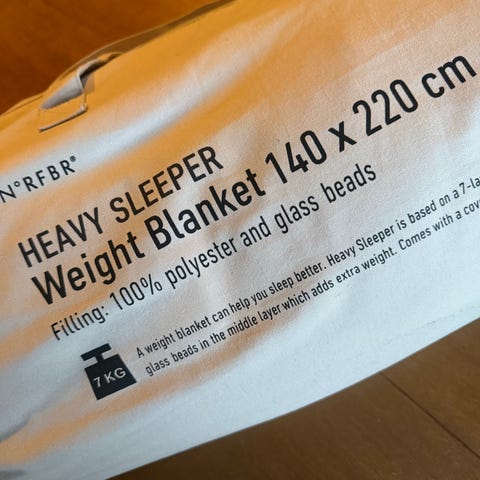 N°RFBR®
HEAVY SLEEPER
Weight Blanket 140 x 220 cm
Filling: 100% polyester and glass beads
A weight blanket can help you sleep better. Heavy Sleeper is based on a 7-la
glass beads in the middle layer which adds extra weight. Comes with a cov
7 KG